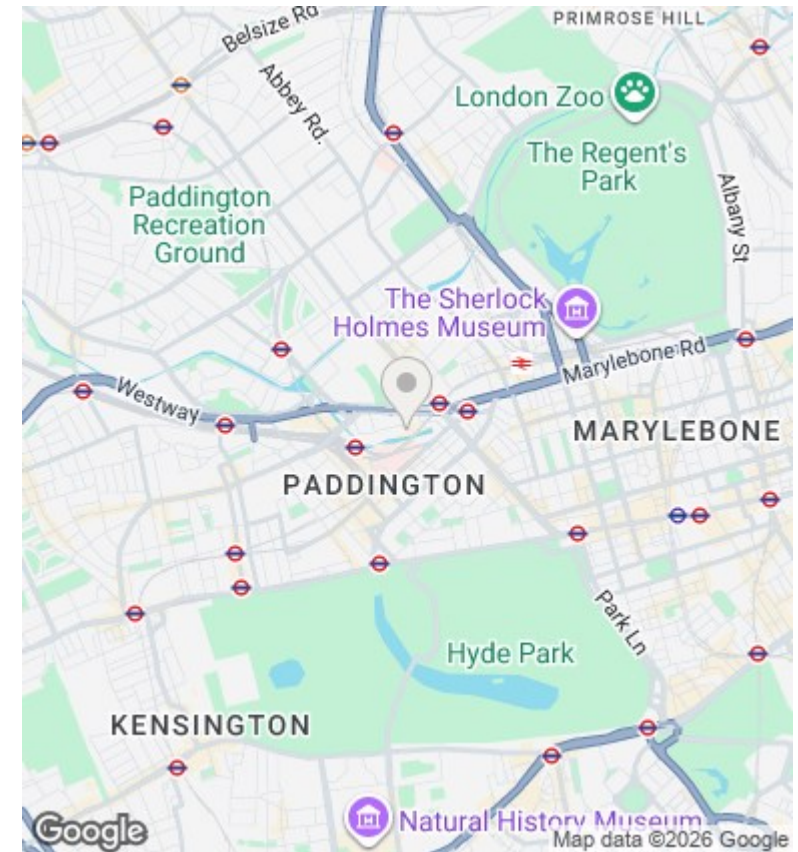 PRIMROSE HILL
Belsize Rd
Abbey Rd.
London Zoo
The Regent's
Park
Albany St
Paddington
Recreation
Ground
The Sherlock
Holmes Museum
Marylebone Rd
Westway
MARYLEBONE
PADDINGTON
Park Ln
Hyde Park
KENSINGTON
Natural History Museum
Google
Map data ©2026 Google